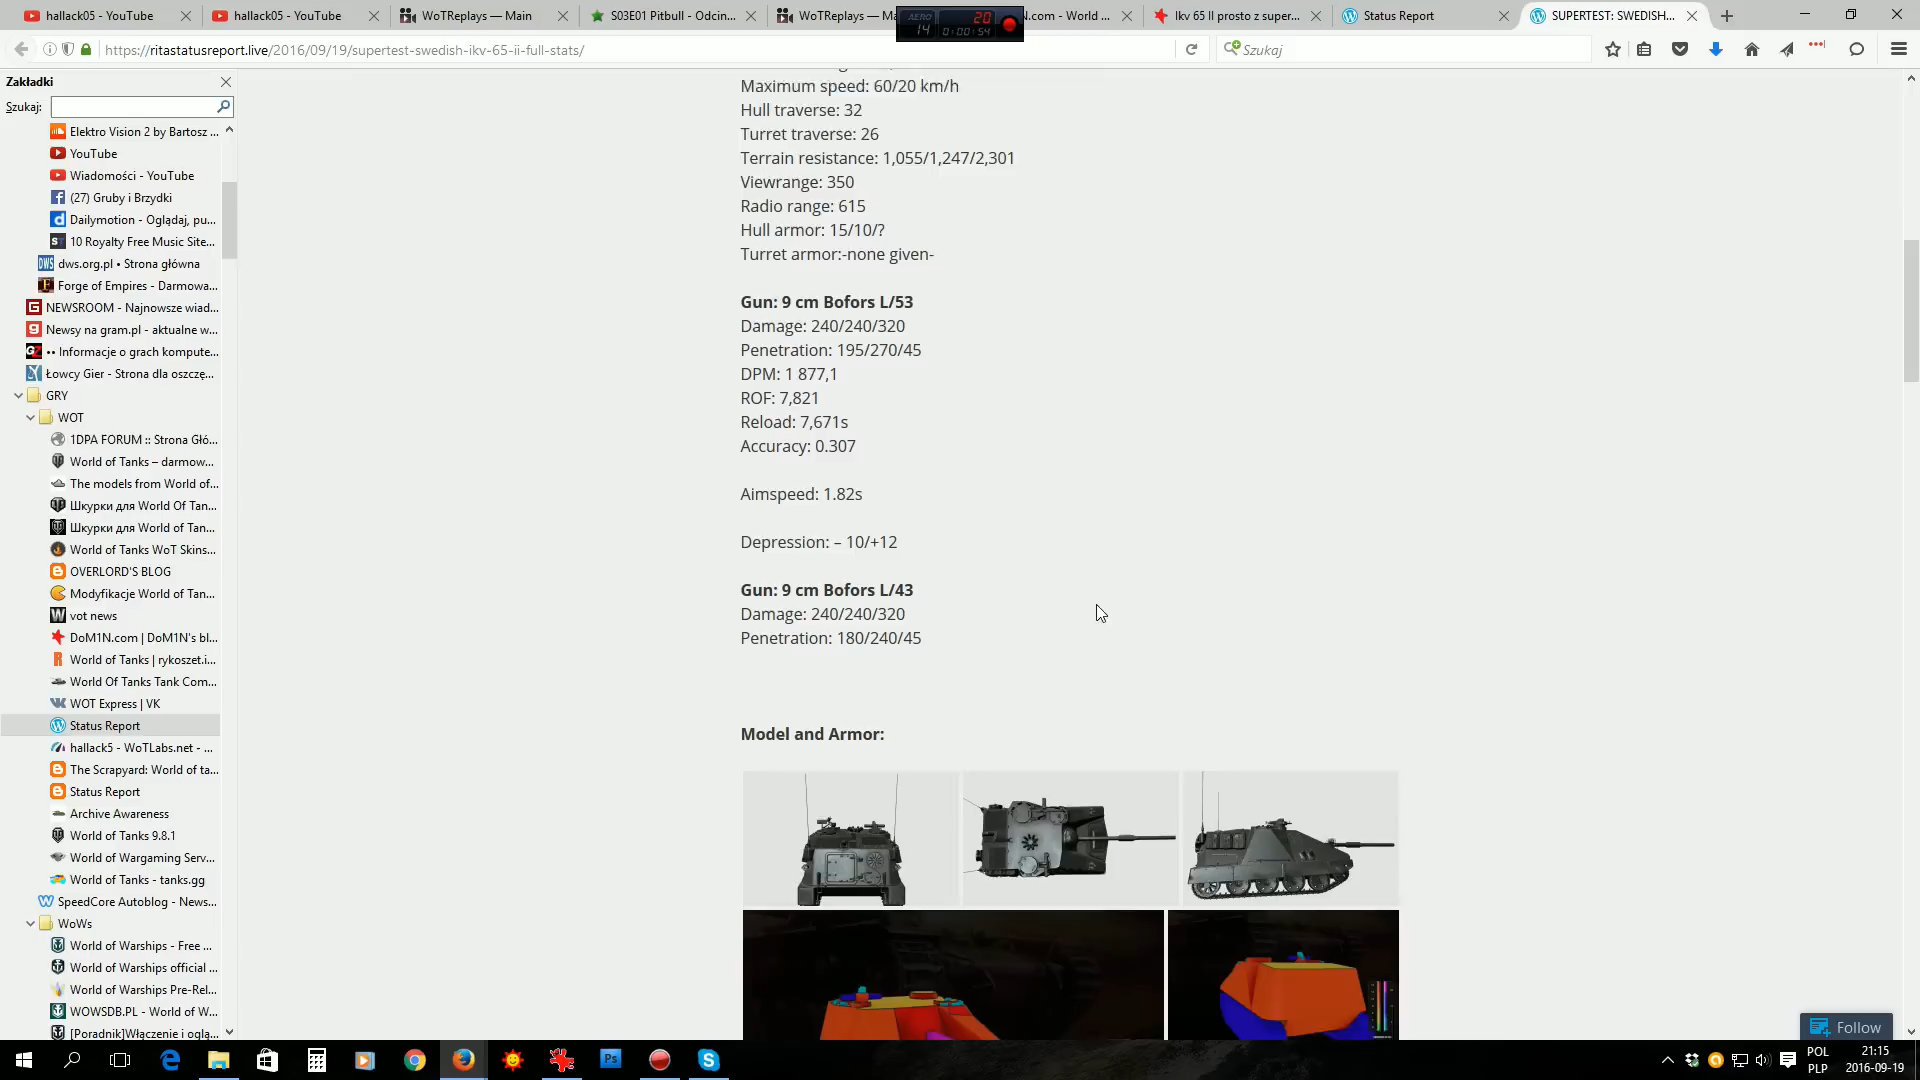 hallack05 - YouTube
hallack05 - YouTube
WoTReplays — Main
S03E01 Pitbull - Odcin...
WOTReplays — Ma
.com - World ...
Ikv 65 II prosto z super...
Status Report
SUPERTEST: SWEDISH...
AERO
14
20
0:00:54
https://ritastatusreport.live/2016/09/19/supertest-swedish-ikv-65-ii-full-stats/
Szukaj
Zakładki
Szukaj:
Elektro Vision 2 by Bartosz ...
YouTube
Wiadomości - YouTube
(27) Gruby i Brzydki
Dailymotion - Oglądaj, pu...
10 Royalty Free Music Site...
dws.org.pl • Strona główna
Forge of Empires - Darmowa...
NEWSROOM - Najnowsze wiad...
Newsy na gram.pl - aktualne w...
•• Informacje o grach kompute...
Łowcy Gier - Strona dla oszczę...
GRY
WOT
1DPA FORUM :: Strona Głó...
World of Tanks – darmow...
The models from World of...
Шкурки для World Of Tan...
Шкурки для World of Tan...
World of Tanks WoT Skins...
OVERLORD'S BLOG
Modyfikacje World of Tan...
vot news
DoM1N.com | DoM1N's bl...
World of Tanks | rykoszet.i...
World Of Tanks Tank Com...
WOT Express | VK
Status Report
hallack5 - WoTLabs.net - ...
The Scrapyard: World of ta...
Status Report
Archive Awareness
World of Tanks 9.8.1
World of Wargaming Serv...
World of Tanks - tanks.gg
SpeedCore Autoblog - News...
WoWs
World of Warships - Free ...
World of Warships official ...
World of Warships Pre-Rel...
WOWSDB.PL - World of W...
[Poradnik]Włączenie i oglą...
Maximum speed: 60/20 km/h
Hull traverse: 32
Turret traverse: 26
Terrain resistance: 1,055/1,247/2,301
Viewrange: 350
Radio range: 615
Hull armor: 15/10/?
Turret armor:-none given-
Gun: 9 cm Bofors L/53
Damage: 240/240/320
Penetration: 195/270/45
DPM: 1 877,1
ROF: 7,821
Reload: 7,671s
Accuracy: 0.307
Aimspeed: 1.82s
Depression: – 10/+12
Gun: 9 cm Bofors L/43
Damage: 240/240/320
Penetration: 180/240/45
Model and Armor:
Follow
POL
PLP
21:15
2016-09-19